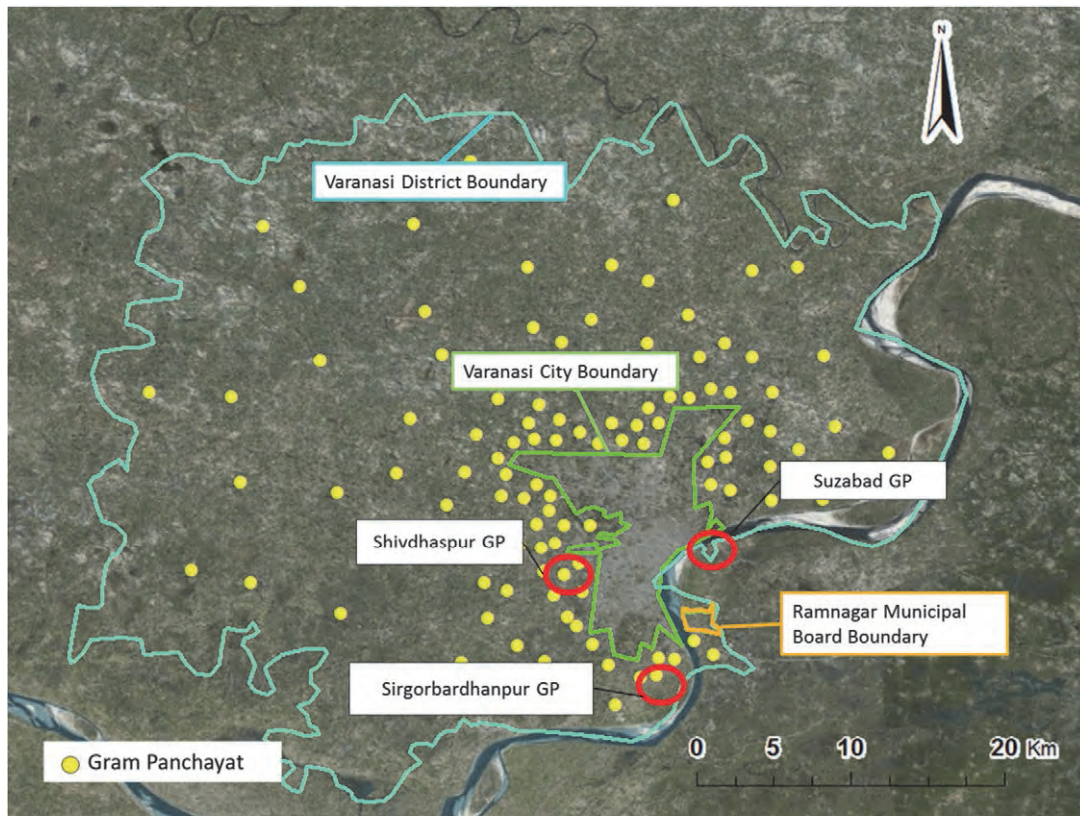 N
Varanasi District Boundary
Varanasi City Boundary
Suzabad GP
Shivdhaspur GP
Ramnagar Municipal
Board Boundary
Sirgorbardhanpur GP
Gram Panchayat
0 5 10 20 Km